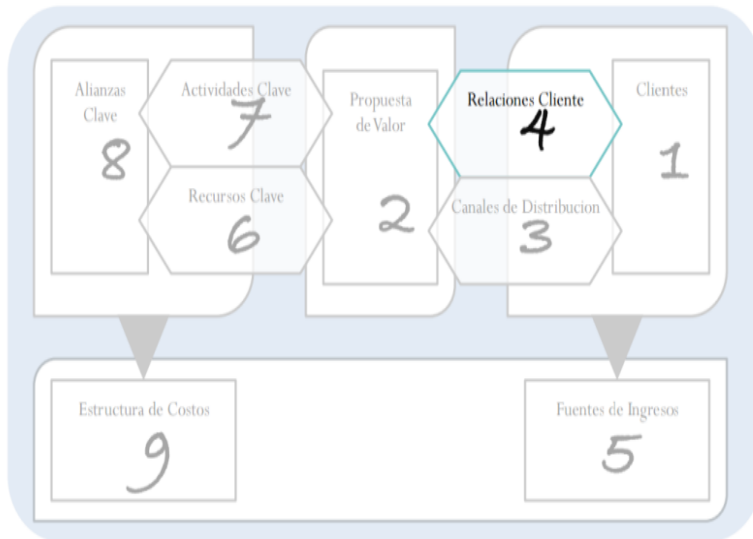 Alianzas
Clave
8
Actividades Clave
7
Recursos Clave
6
Propuesta
de Valor
2
Relaciones Cliente
4
Canales de Distribucion
3
Clientes
1
Estructura de Costos
9
Fuentes de Ingresos
5